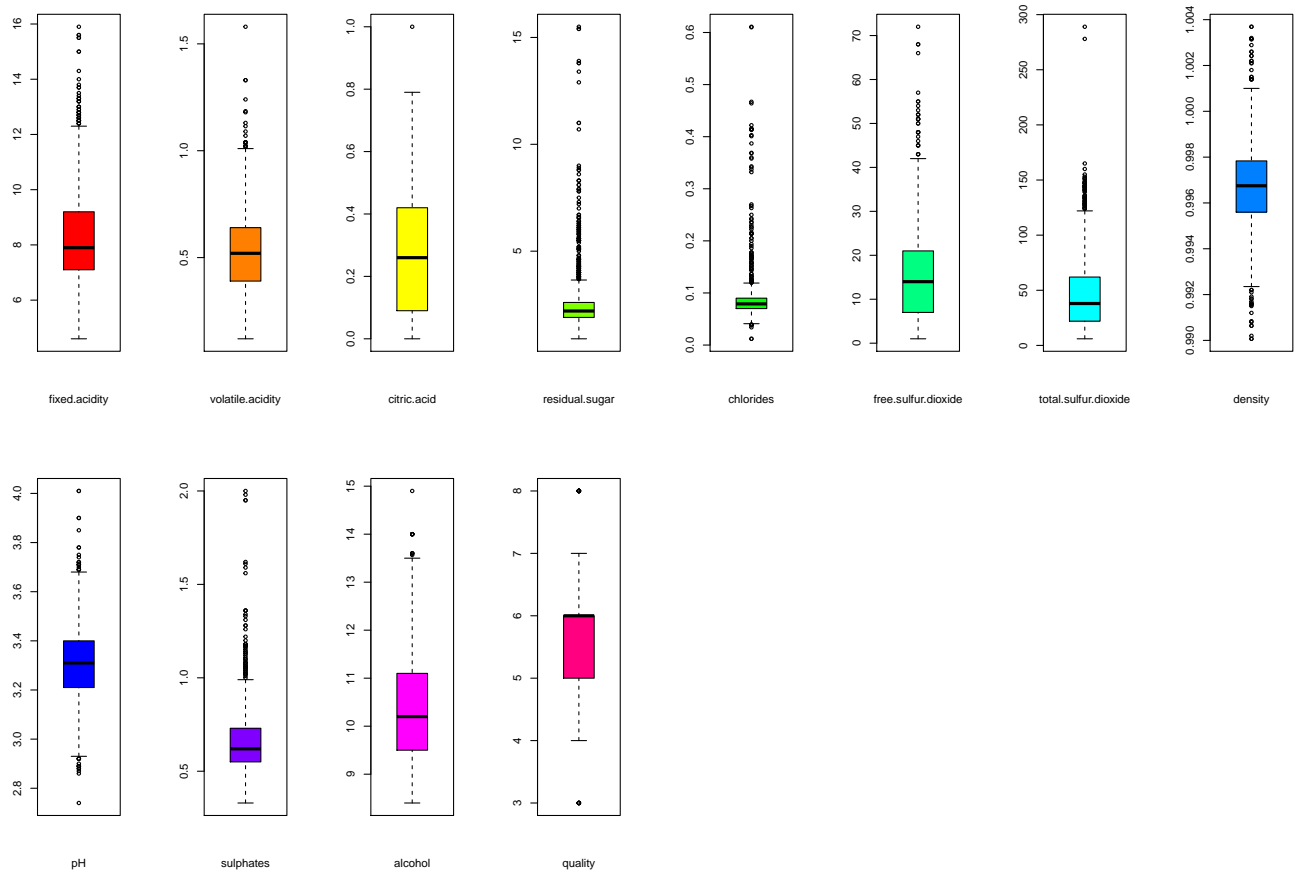 6 8 10 12 14 16
fixed.acidity
0.5 1.0 1.5
volatile.acidity
0.0 0.2 0.4 0.6 0.8 1.0
citric.acid
5 10 15
residual.sugar
0.0 0.1 0.2 0.3 0.4 0.5 0.6
chlorides
0 10 20 30 40 50 60 70
free.sulfur.dioxide
0 50 100 150 200 250 300
total.sulfur.dioxide
0.990 0.992 0.994 0.996 0.998 1.000 1.002 1.004
density
2.8 3.0 3.2 3.4 3.6 3.8 4.0
pH
0.5 1.0 1.5 2.0
sulphates
9 10 11 12 13 14 15
alcohol
3 4 5 6 7 8
quality